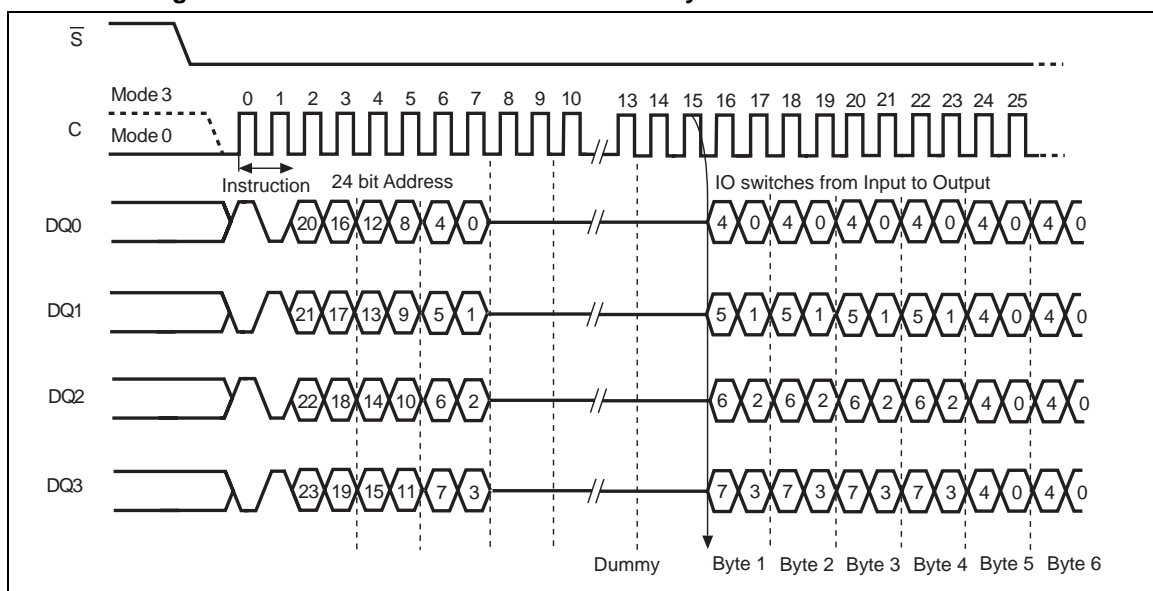 S
Mode 3
C
Mode 0
0 1 2 3 4 5 6 7 8 9 10 13 14 15 16 17 18 19 20 21 22 23 24 25
Instruction 24 bit Address IO switches from Input to Output
DQ0 20 16 12 8 4 0 4 0 4 0 4 0 4 0 4 0 4 0
DQ1 21 17 13 9 5 1 5 1 5 1 5 1 5 1 4 0 4 0
DQ2 22 18 14 10 6 2 6 2 6 2 6 2 6 2 4 0 4 0
DQ3 23 19 15 11 7 3 7 3 7 3 7 3 7 3 4 0 4 0
Dummy Byte 1 Byte 2 Byte 3 Byte 4 Byte 5 Byte 6